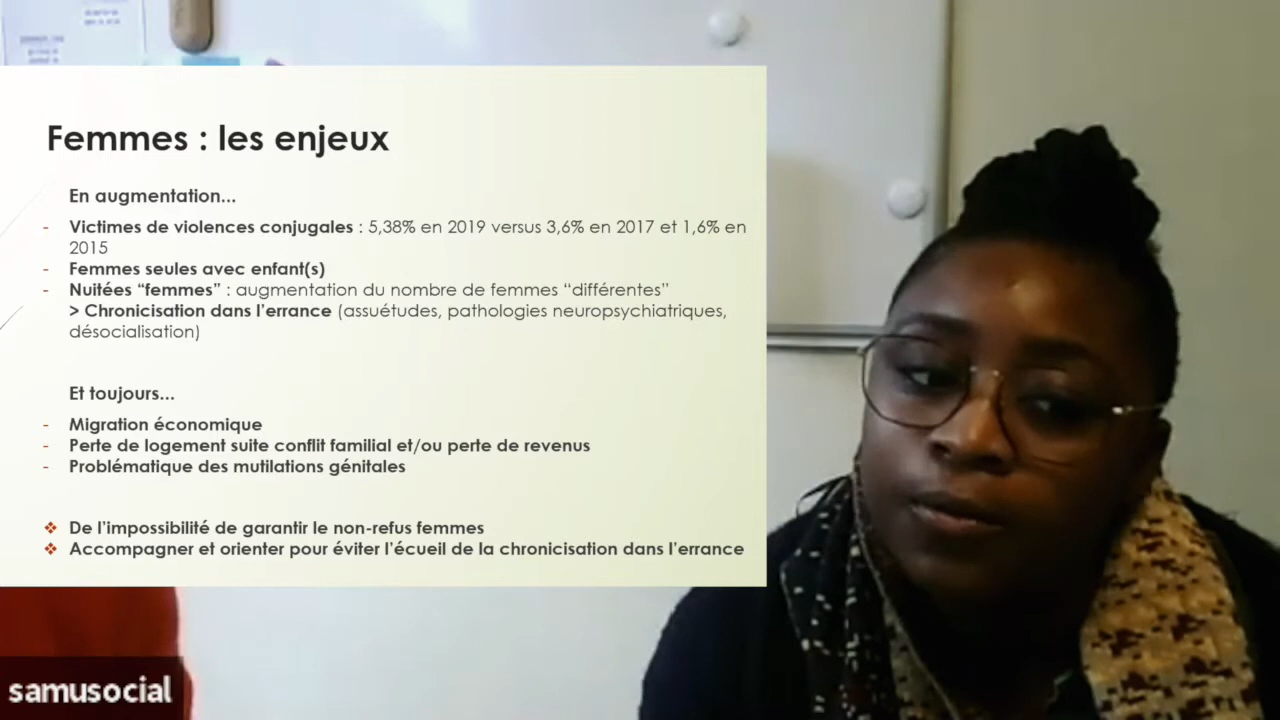 Femmes : les enjeux
En augmentation...
- Victimes de violences conjugales : 5,38% en 2019 versus 3,6% en 2017 et 1,6% en
2015
- Femmes seules avec enfant(s)
- Nuitées “femmes” : augmentation du nombre de femmes “différentes”
> Chronicisation dans l’errance (assuétudes, pathologies neuropsychiatriques,
désocialisation)
Et toujours...
- Migration économique
- Perte de logement suite conflit familial et/ou perte de revenus
- Problématique des mutilations génitales
❖ De l’impossibilité de garantir le non-refus femmes
❖ Accompagner et orienter pour éviter l’écueil de la chronicisation dans l’errance
samusocial